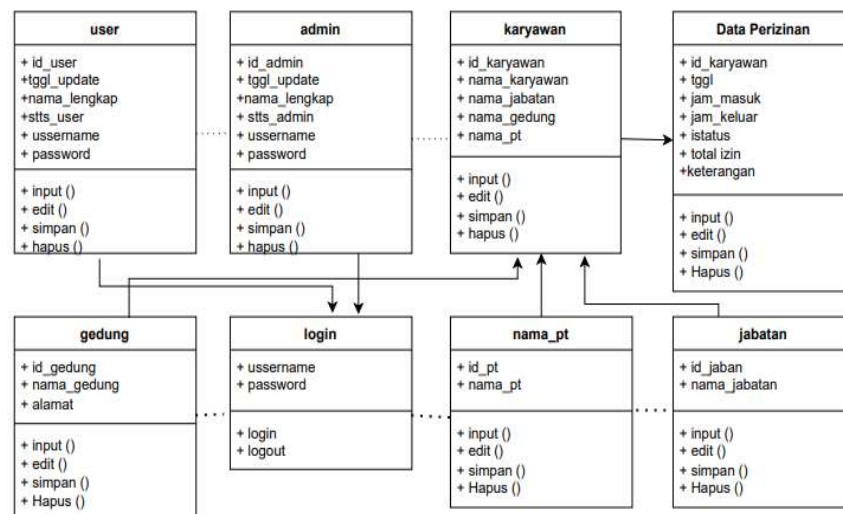 user
+ id_user
+tggl_update
+nama_lengkap
+stts_user
+ ussername
+ password
+ input ()
+ edit ()
+ simpan ()
+ hapus ()
admin
+ id_admin
+ tggl_update
+nama_lengkap
+ stts_admin
+ ussername
+ password
+ input ()
+ edit ()
+ simpan ()
+ hapus ()
karyawan
+ id_karyawan
+ nama_karyawan
+ nama_jabatan
+ nama_gedung
+ nama_pt
+ input ()
+ edit ()
+ simpan ()
+ hapus ()
Data Perizinan
+ id_karyawan
+ tggl
+ jam_masuk
+ jam_keluar
+ istatus
+ total izin
+keterangan
+ input ()
+ edit ()
+ simpan ()
+ Hapus ()
gedung
+ id_gedung
+ nama_gedung
+ alamat
+ input ()
+ edit ()
+ simpan ()
+ Hapus ()
login
+ ussername
+ password
+ login
+ logout
nama_pt
+ id_pt
+ nama_pt
+ input ()
+ edit ()
+ simpan ()
+ Hapus ()
jabatan
+ id_jaban
+ nama_jabatan
+ input ()
+ edit ()
+ simpan ()
+ Hapus ()